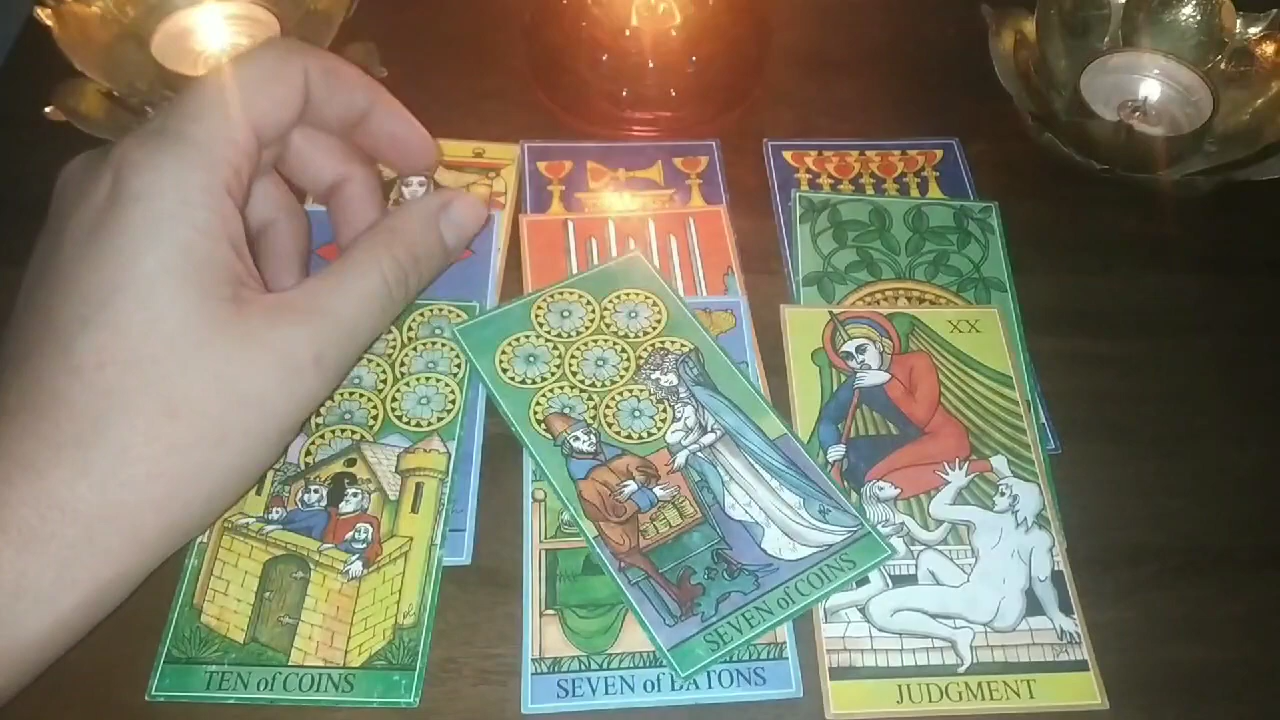 XX
SEVEN of COINS
TEN of COINS
SEVEN of BATONS
JUDGMENT